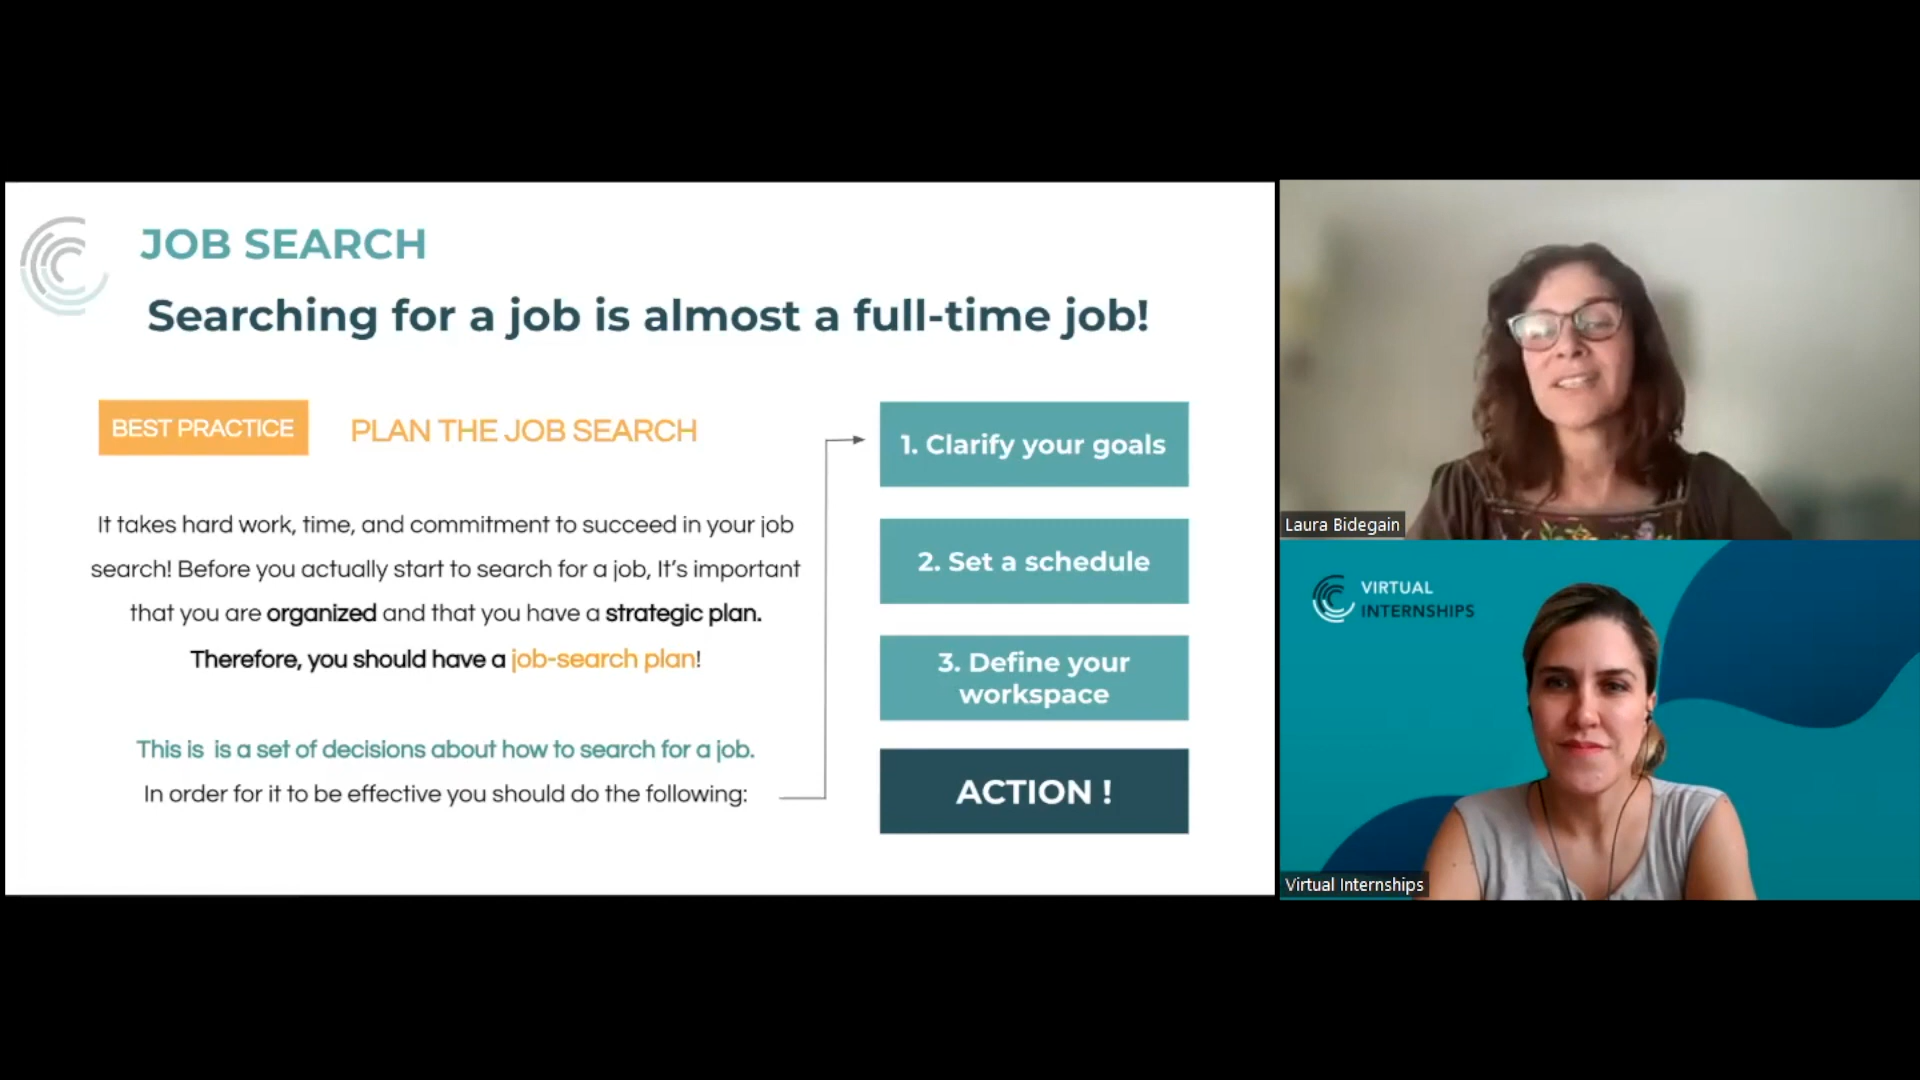 JOB SEARCH
Searching for a job is almost a full-time job!
BEST PRACTICE
PLAN THE JOB SEARCH
It takes hard work, time, and commitment to succeed in your job
search! Before you actually start to search for a job, It's important
that you are organized and that you have a strategic plan.
Therefore, you should have a job-search plan!
This is  is a set of decisions about how to search for a job.
In order for it to be effective you should do the following:
1. Clarify your goals
2. Set a schedule
3. Define your
workspace
ACTION !
Laura Bidegain
VIRTUAL
INTERNSHIPS
Virtual Internships